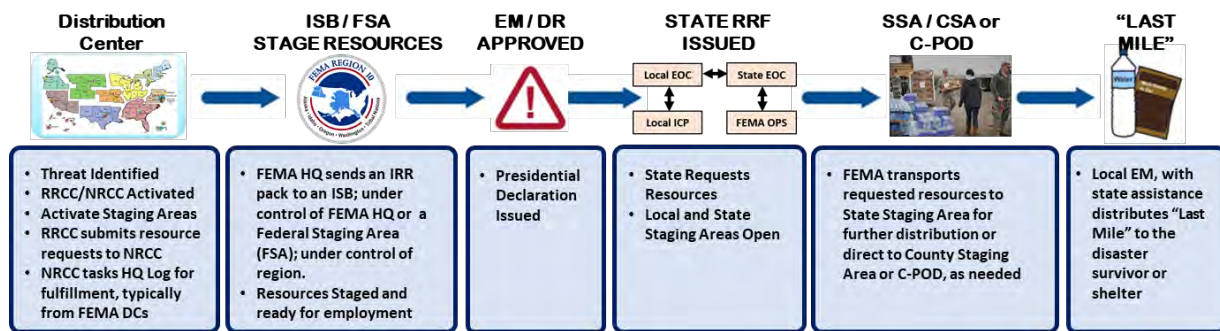 Distribution
Center
ISB / FSA
STAGE RESOURCES
EM / DR
APPROVED
STATE RRF
ISSUED
SSA / CSA or
C-POD
“LAST
MILE”
FEMA REGION 10
Alaska • Idaho • Oregon • Washington • Tribal Nations
Local EOC
State EOC
Local ICP
FEMA OPS
Water
• Threat Identified
• RRCC/NRCC Activated
• Activate Staging Areas
• RRCC submits resource
requests to NRCC
• NRCC tasks HQ Log for
fulfillment, typically
from FEMA DCs
• FEMA HQ sends an IRR
pack to an ISB; under
control of FEMA HQ or a
Federal Staging Area
(FSA); under control of
region.
• Resources Staged and
ready for employment
• Presidential
Declaration
Issued
• State Requests
Resources
• Local and State
Staging Areas Open
• FEMA transports
requested resources to
State Staging Area for
further distribution or
direct to County Staging
Area or C-POD, as needed
• Local EM, with
state assistance
distributes “Last
Mile” to the
disaster
survivor or
shelter